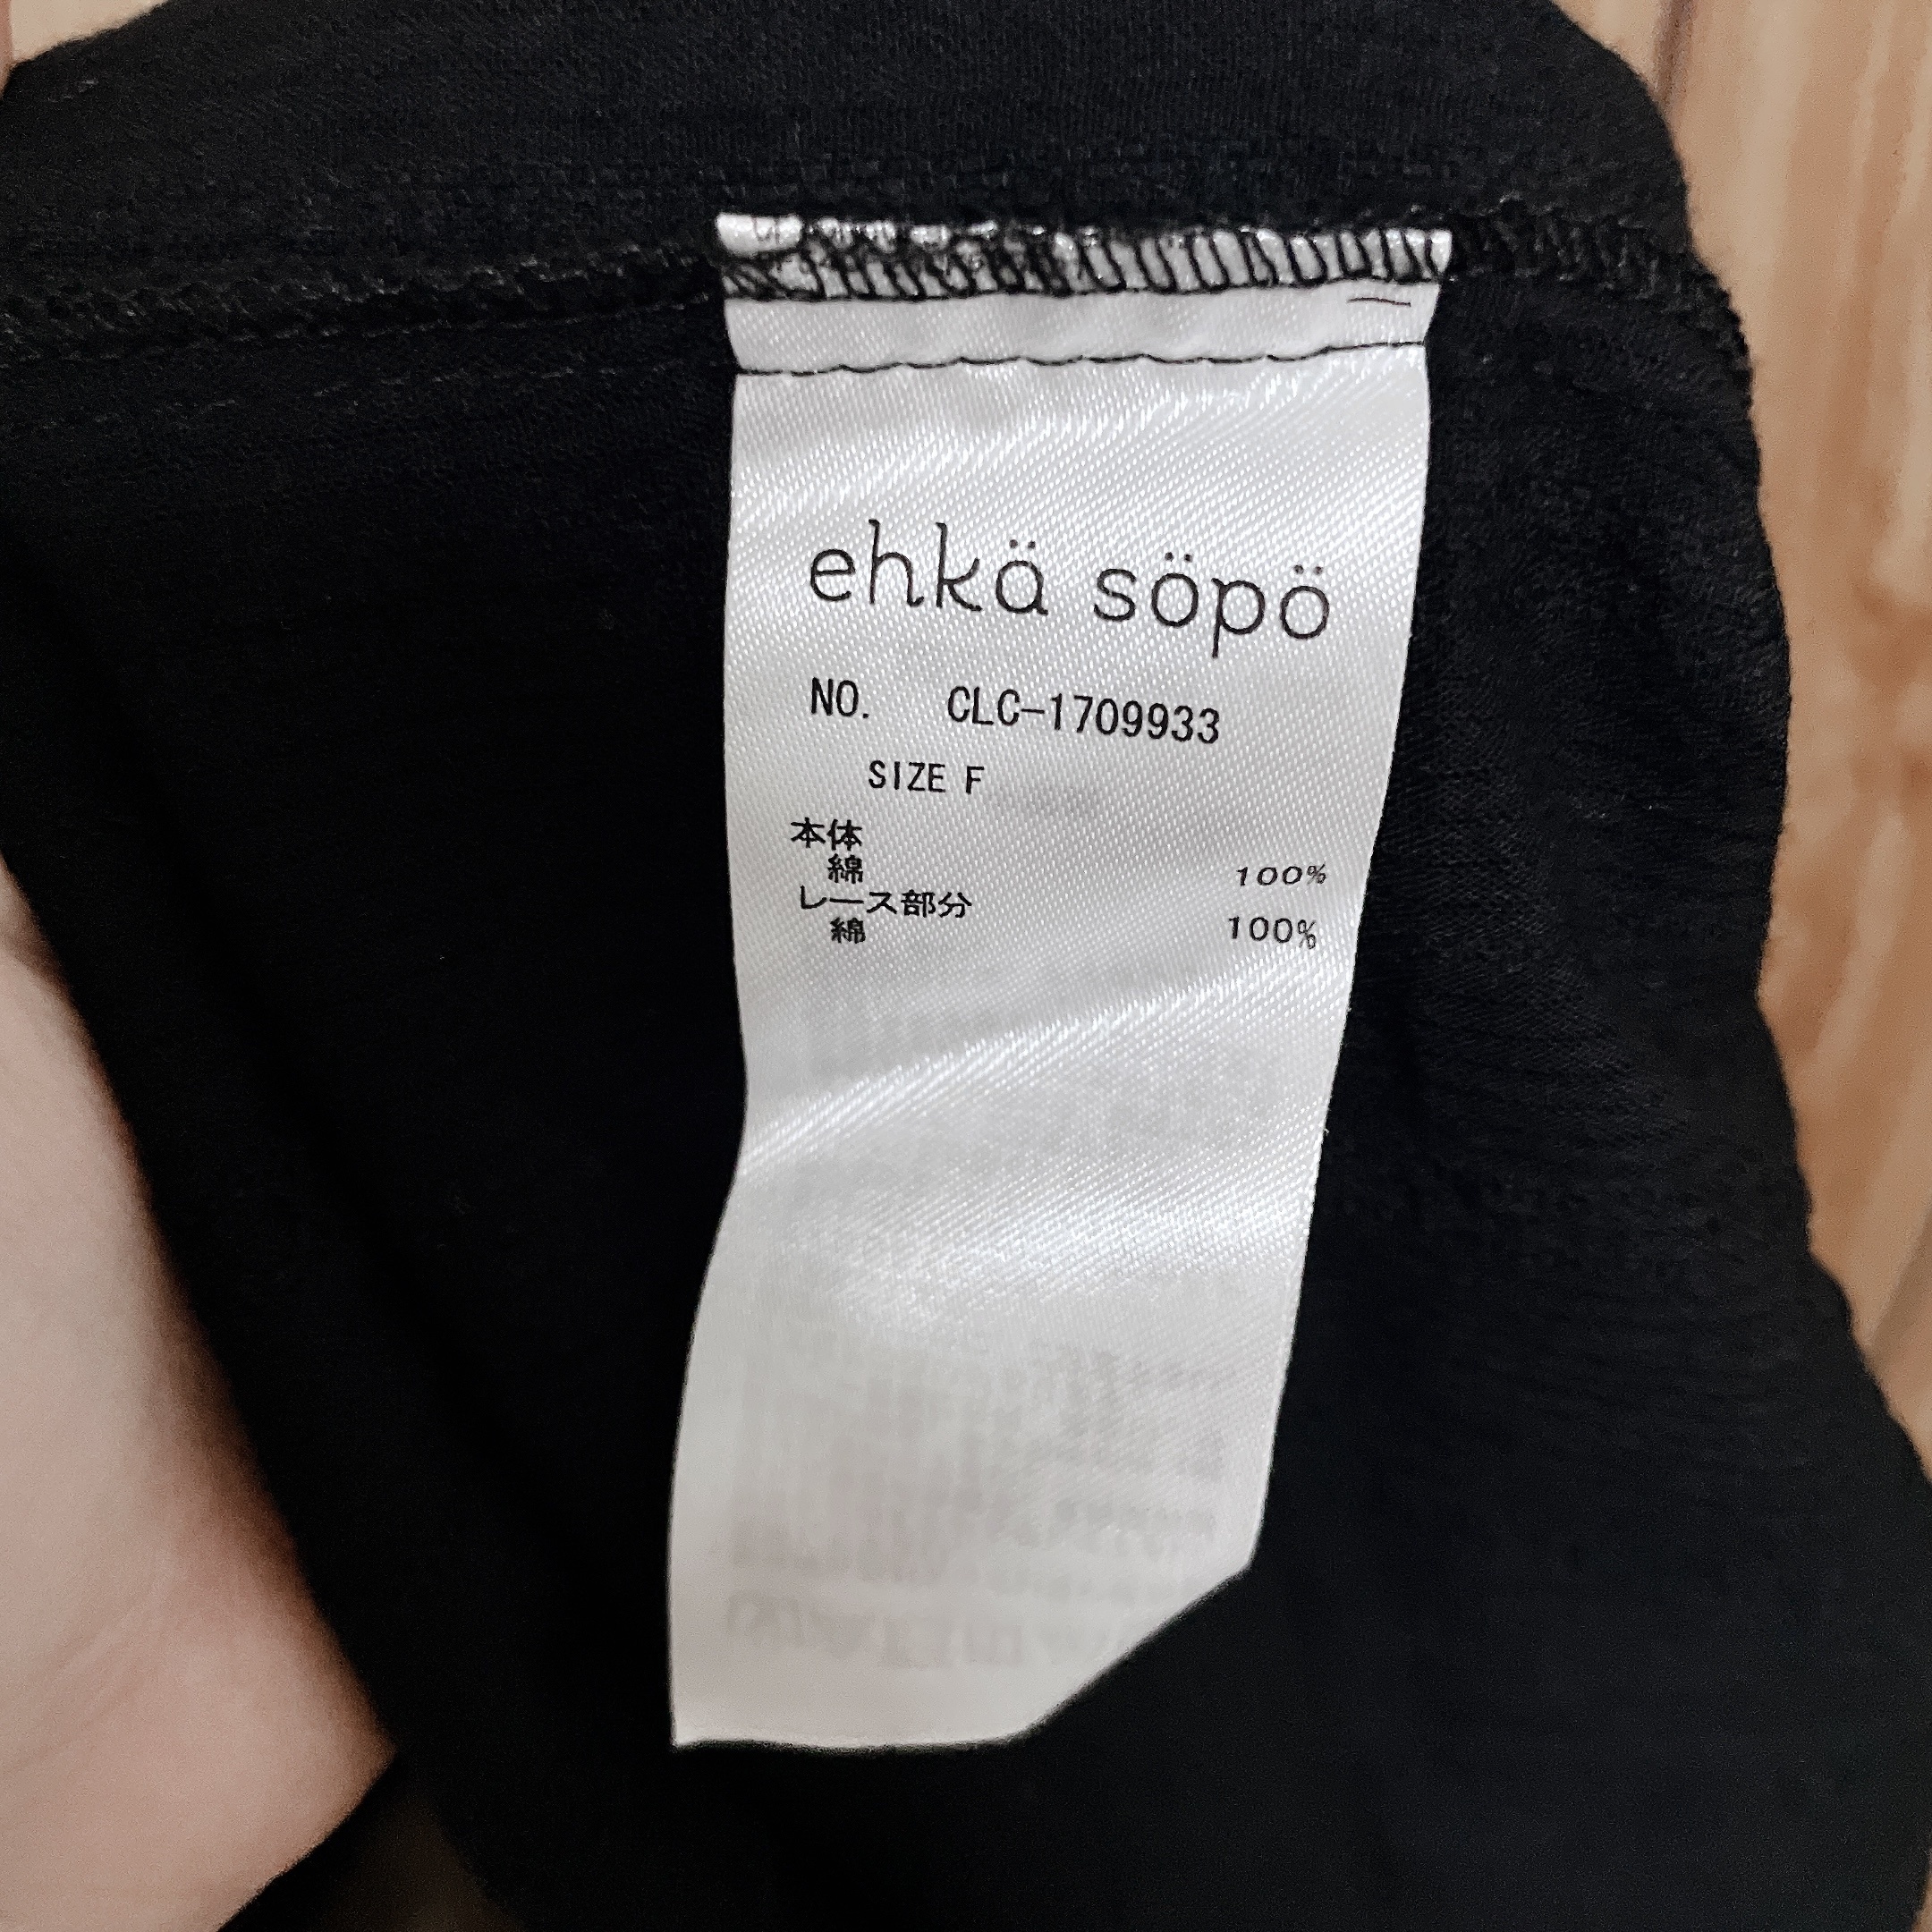 ehkä söpö
NO. CLC-1709933
SIZE F
本体
綿 100%
レース部分
綿 100%